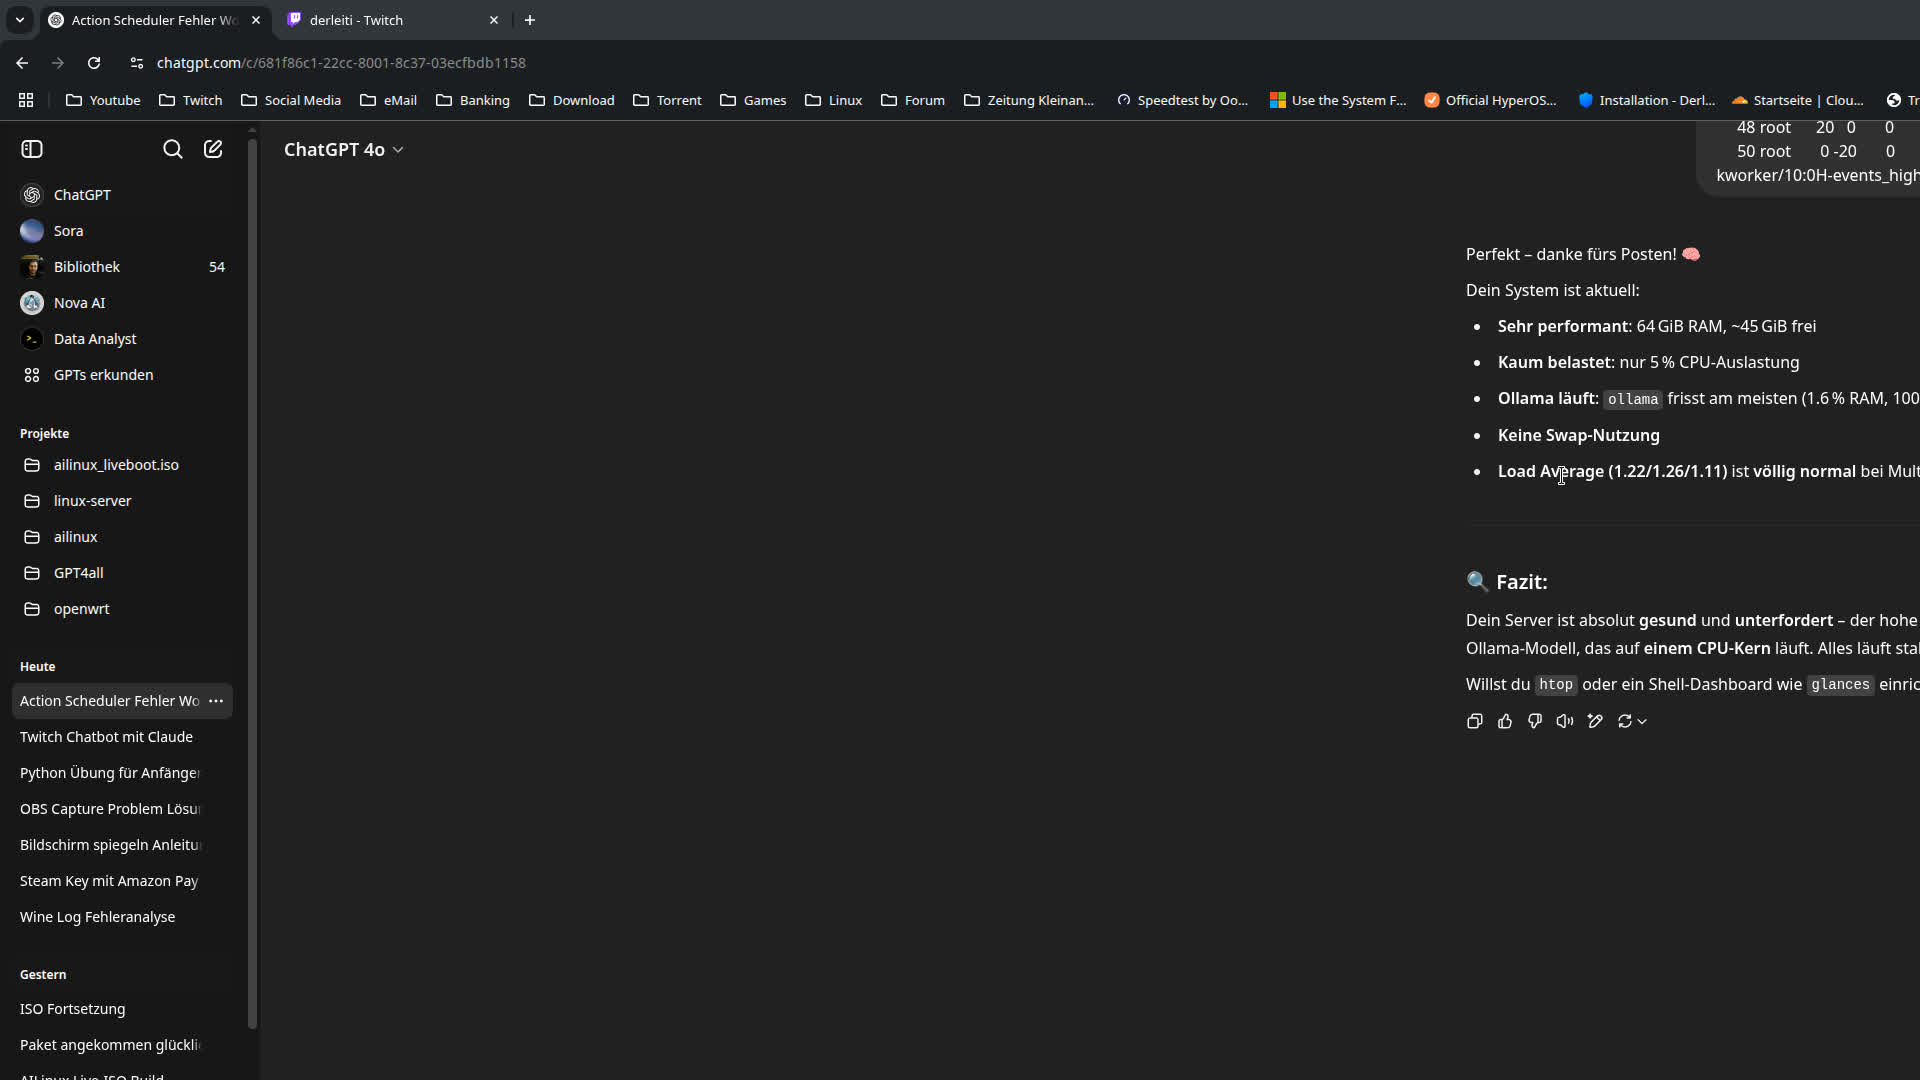 Action Scheduler Fehler Wo
derleiti - Twitch
chatgpt.com/c/681f86c1-22cc-8001-8c37-03ecfbdb1158
Youtube Twitch Social Media eMail Banking Download Torrent Games Linux Forum Zeitung Kleinan... Speedtest by Oo... Use the System F... Official HyperOS... Installation - Derl... Startseite | Clou... Tr
ChatGPT
Sora
Bibliothek 54
Nova AI
Data Analyst
GPTs erkunden
Projekte
ailinux_liveboot.iso
linux-server
ailinux
GPT4all
openwrt
Heute
Action Scheduler Fehler Wo
Twitch Chatbot mit Claude
Python Übung für Anfänger
OBS Capture Problem Lösu
Bildschirm spiegeln Anleitu
Steam Key mit Amazon Pay
Wine Log Fehleranalyse
Gestern
ISO Fortsetzung
Paket angekommen glückli
AILinux Live ISO Build
ChatGPT 4o
48 root 20 0 0
50 root 0 -20 0
kworker/10:0H-events_high
Perfekt – danke fürs Posten! 🧠
Dein System ist aktuell:
• Sehr performant: 64 GiB RAM, ~45 GiB frei
• Kaum belastet: nur 5 % CPU-Auslastung
• Ollama läuft: ollama frisst am meisten (1.6 % RAM, 100
• Keine Swap-Nutzung
• Load Average (1.22/1.26/1.11) ist völlig normal bei Mult
🔍 Fazit:
Dein Server ist absolut gesund und unterfordert – der hohe
Ollama-Modell, das auf einem CPU-Kern läuft. Alles läuft sta
Willst du htop oder ein Shell-Dashboard wie glances einric